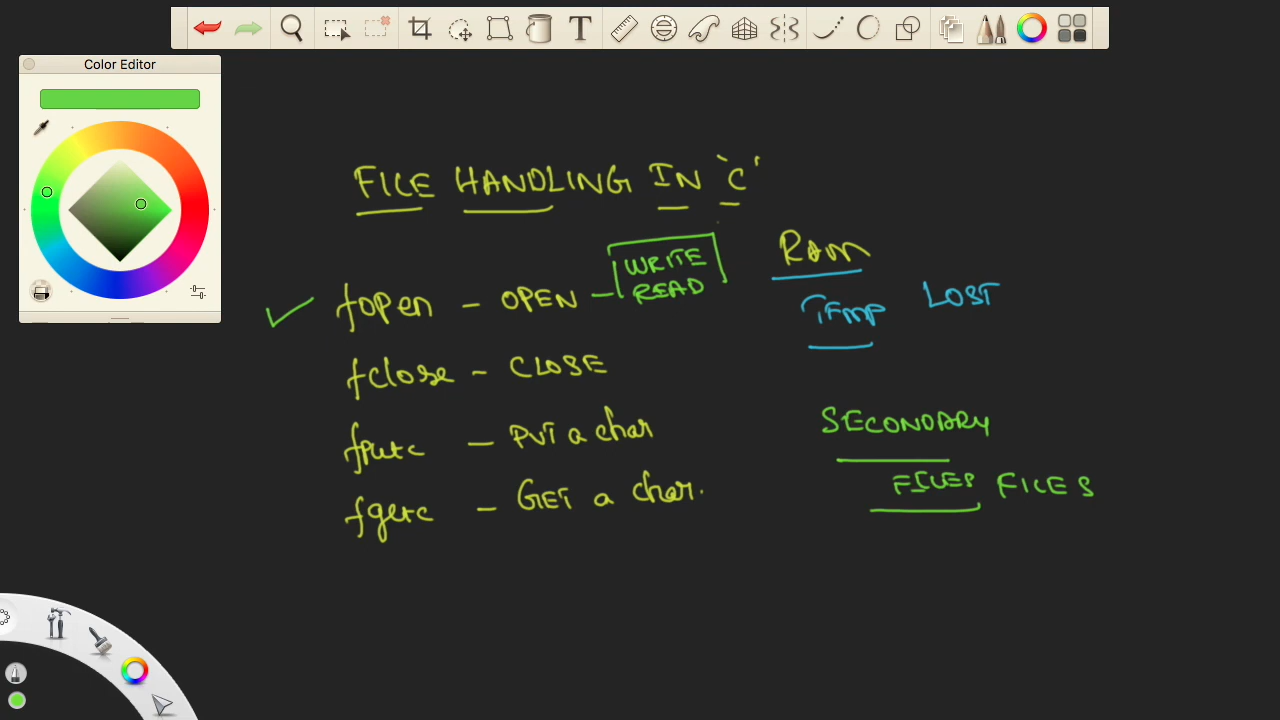 Color Editor
FILE HANDLING IN 'C'
fopen - OPEN - WRITE READ
fclose - CLOSE
fputc - PUT a char
fgetc - GET a char.
RAM
TEMP LOST
SECONDARY
FILES FILES
T